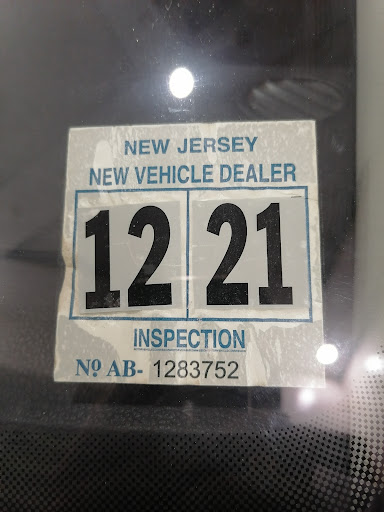 NEW JERSEY
NEW VEHICLE DEALER
12 21
INSPECTION
Nº AB- 1283752